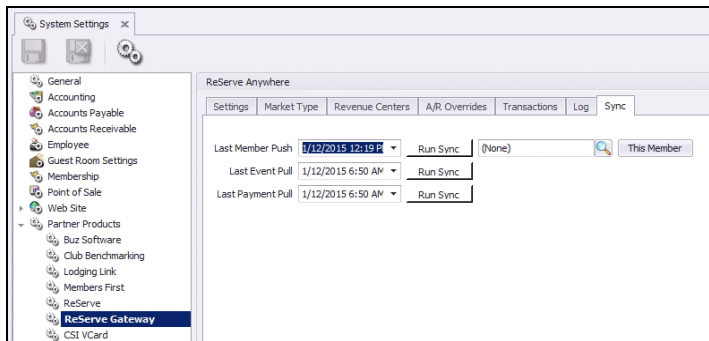 System Settings x
General
Accounting
Accounts Payable
Accounts Receivable
Employee
Guest Room Settings
Membership
Point of Sale
Web Site
Partner Products
Buz Software
Club Benchmarking
Lodging Link
Members First
ReServe
ReServe Gateway
CSI VCard
ReServe Anywhere
Settings Market Type Revenue Centers A/R Overrides Transactions Log Sync
Last Member Push 1/12/2015 12:19 PM Run Sync (None) This Member
Last Event Pull 1/12/2015 6:50 AM Run Sync
Last Payment Pull 1/12/2015 6:50 AM Run Sync